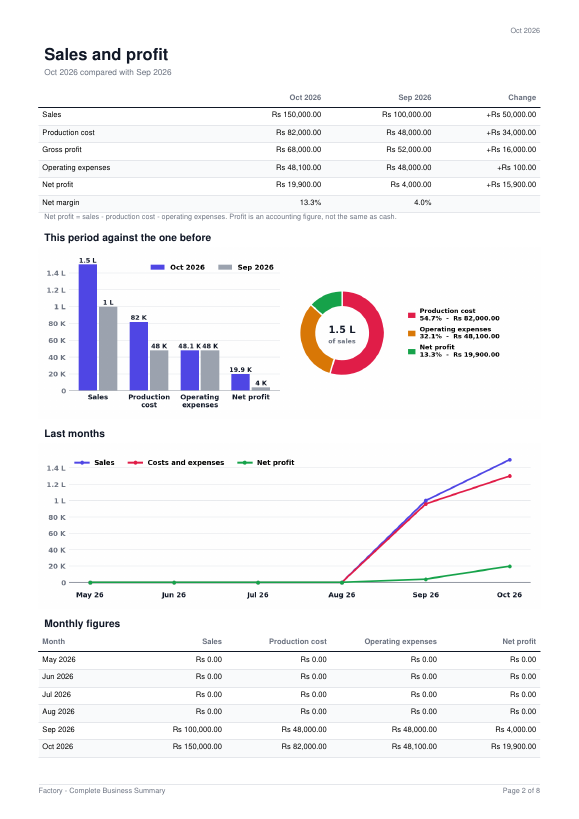 Oct 2026
Sales and profit
Oct 2026 compared with Sep 2026
Oct 2026 Sep 2026 Change
Sales Rs 150,000.00 Rs 100,000.00 +Rs 50,000.00
Production cost Rs 82,000.00 Rs 48,000.00 +Rs 34,000.00
Gross profit Rs 68,000.00 Rs 52,000.00 +Rs 16,000.00
Operating expenses Rs 48,100.00 Rs 48,000.00 +Rs 100.00
Net profit Rs 19,900.00 Rs 4,000.00 +Rs 15,900.00
Net margin 13.3% 4.0%
Net profit = sales - production cost - operating expenses. Profit is an accounting figure, not the same as cash.
This period against the one before
Oct 2026 Sep 2026
1.4 L
1.2 L
1 L
80 K
60 K
40 K
20 K
0
1.5 L
1 L
82 K
48 K
48.1 K
48 K
19.9 K
4 K
Sales
Production cost
Operating expenses
Net profit
1.5 L
of sales
Production cost
54.7% - Rs 82,000.00
Operating expenses
32.1% - Rs 48,100.00
Net profit
13.3% - Rs 19,900.00
Last months
Sales Costs and expenses Net profit
1.4 L
1.2 L
1 L
80 K
60 K
40 K
20 K
0
May 26 Jun 26 Jul 26 Aug 26 Sep 26 Oct 26
Monthly figures
Month Sales Production cost Operating expenses Net profit
May 2026 Rs 0.00 Rs 0.00 Rs 0.00 Rs 0.00
Jun 2026 Rs 0.00 Rs 0.00 Rs 0.00 Rs 0.00
Jul 2026 Rs 0.00 Rs 0.00 Rs 0.00 Rs 0.00
Aug 2026 Rs 0.00 Rs 0.00 Rs 0.00 Rs 0.00
Sep 2026 Rs 100,000.00 Rs 48,000.00 Rs 48,000.00 Rs 4,000.00
Oct 2026 Rs 150,000.00 Rs 82,000.00 Rs 48,100.00 Rs 19,900.00
Factory - Complete Business Summary Page 2 of 8